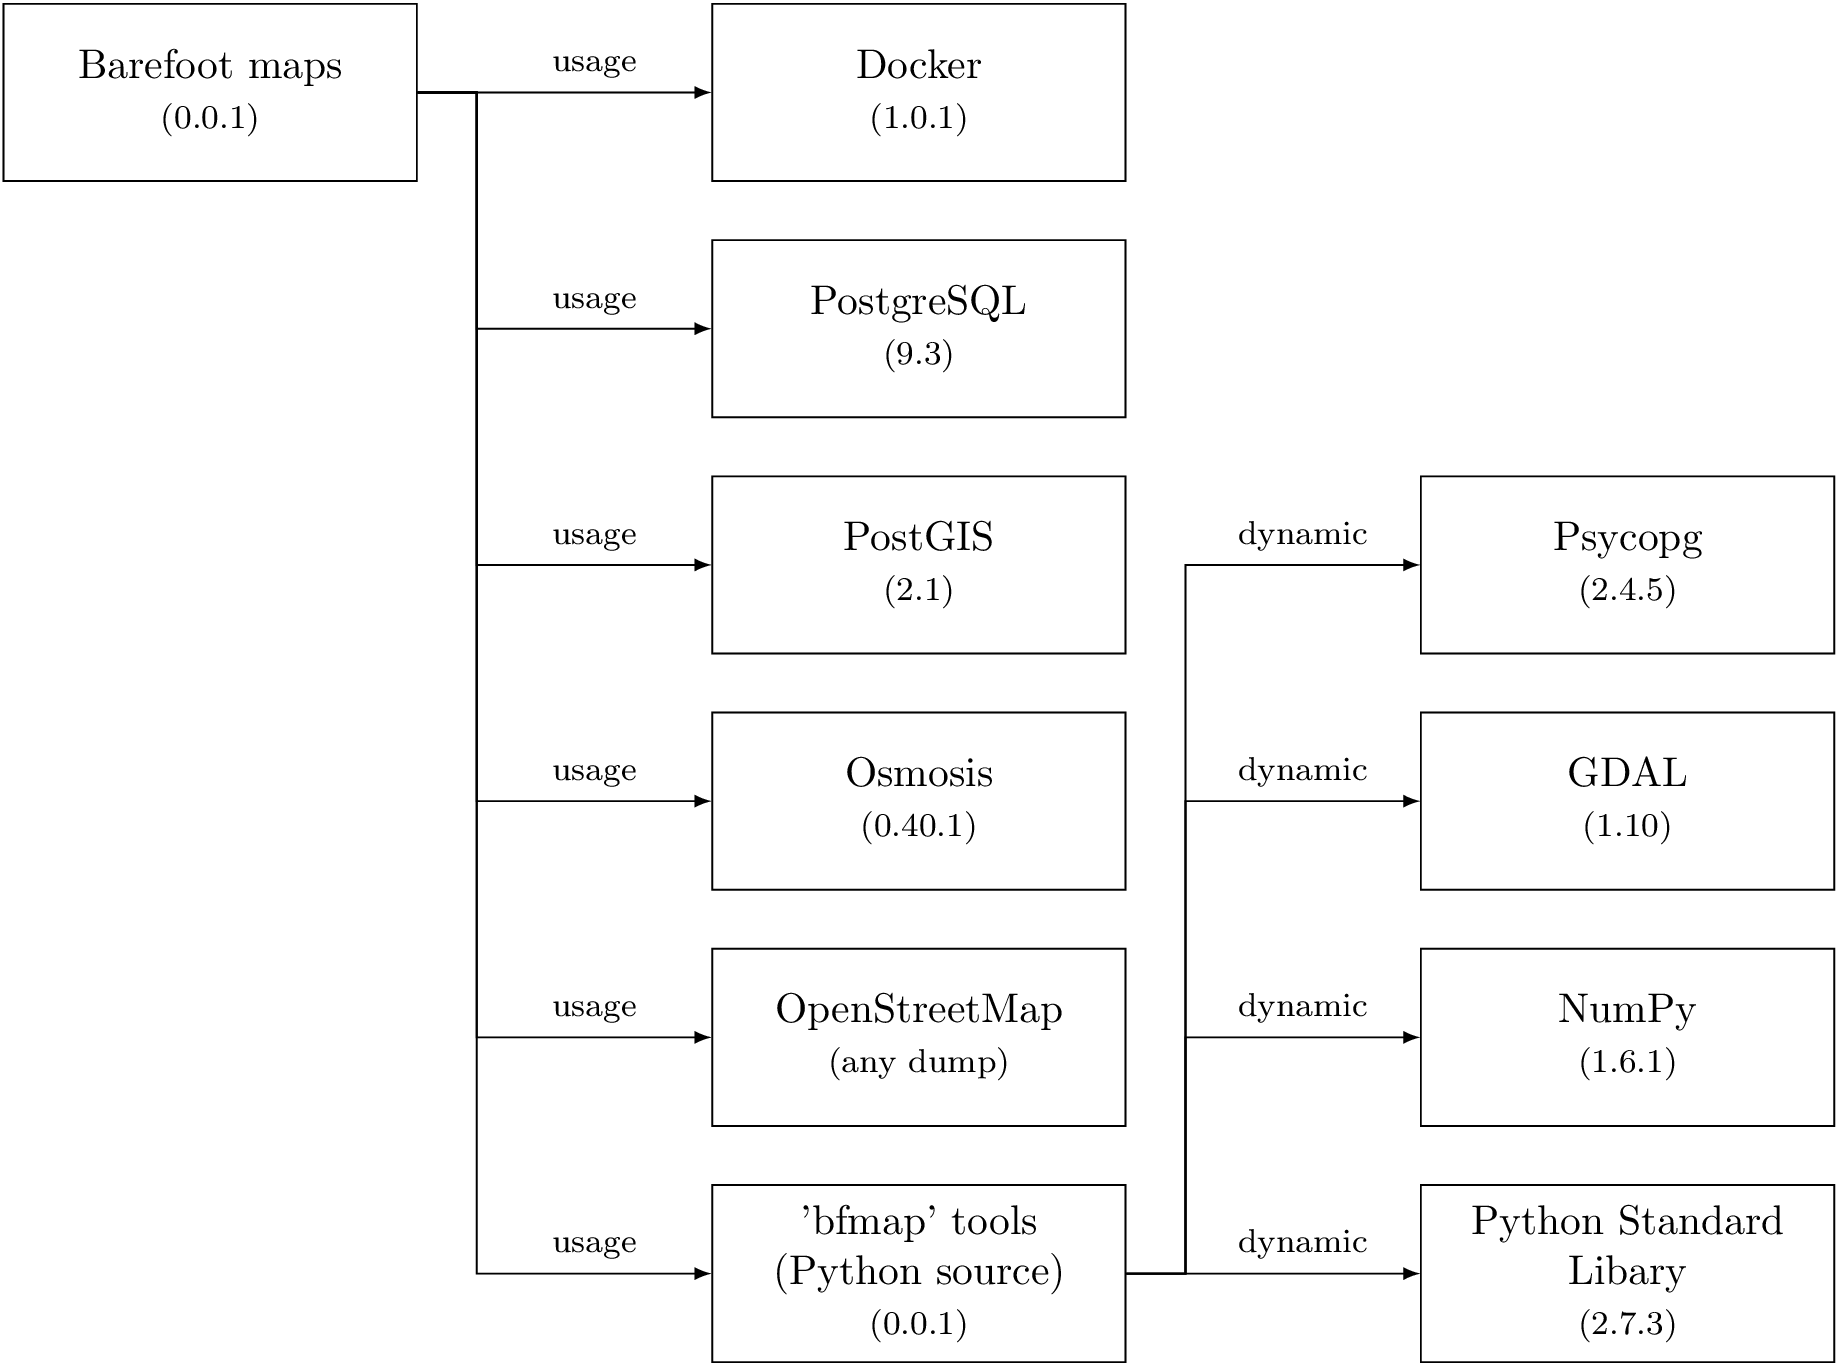 Barefoot maps
(0.0.1)
usage
Docker
(1.0.1)
usage
PostgreSQL
(9.3)
usage
PostGIS
(2.1)
dynamic
Psycopg
(2.4.5)
usage
Osmosis
(0.40.1)
dynamic
GDAL
(1.10)
usage
OpenStreetMap
(any dump)
dynamic
NumPy
(1.6.1)
usage
’bfmap’ tools
(Python source)
(0.0.1)
dynamic
Python Standard
Libary
(2.7.3)